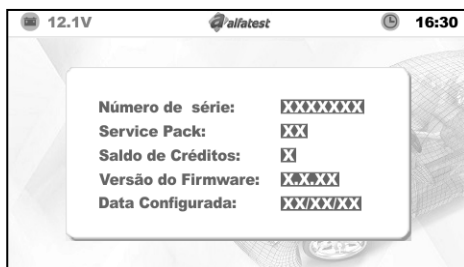 12.1V alfatest 16:30
Número de série: XXXXXXX
Service Pack: XX
Saldo de Créditos: X
Versão do Firmware: X.X.XX
Data Configurada: XX/XX/XX